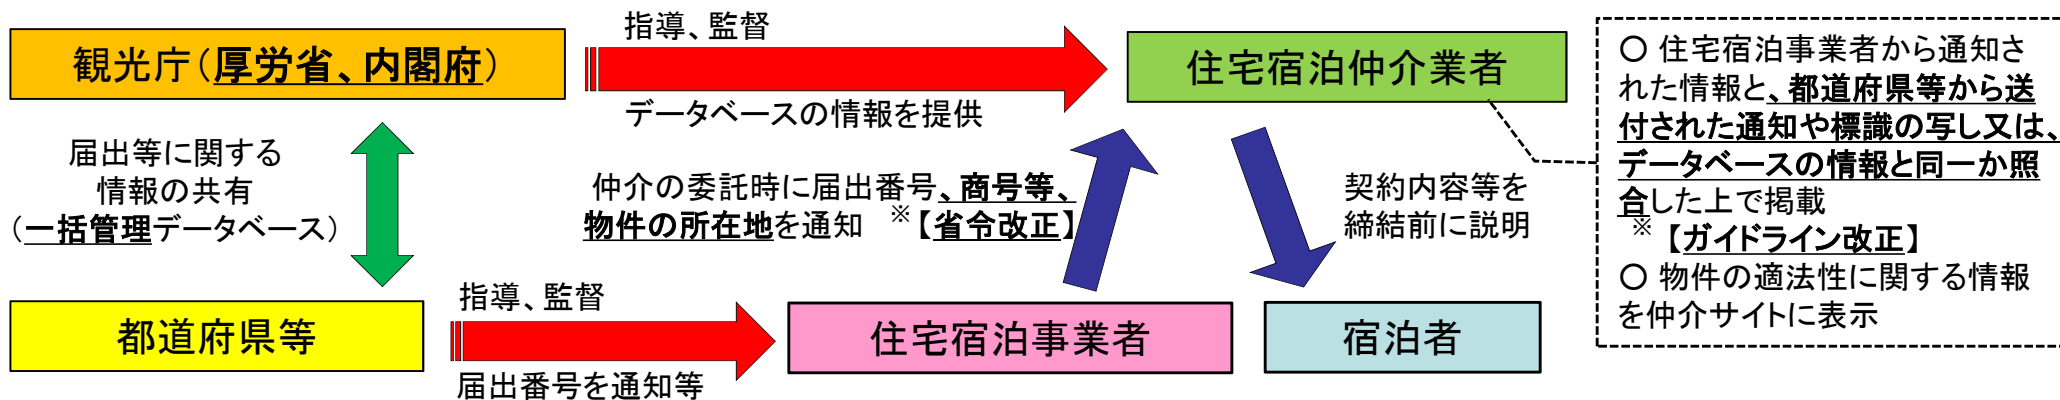 指導、監督
観光庁（厚労省、内閣府）
データベースの情報を提供
住宅宿泊仲介業者
届出等に関する
情報の共有
（一括管理データベース）
仲介の委託時に届出番号、商号等、
物件の所在地を通知　※【省令改正】
契約内容等を
締結前に説明
都道府県等
指導、監督
届出番号を通知等
住宅宿泊事業者
宿泊者
○ 住宅宿泊事業者から通知さ
れた情報と、都道府県等から送
付された通知や標識の写し又は、
データベースの情報と同一か照
合した上で掲載
※【ガイドライン改正】
○ 物件の適法性に関する情報
を仲介サイトに表示